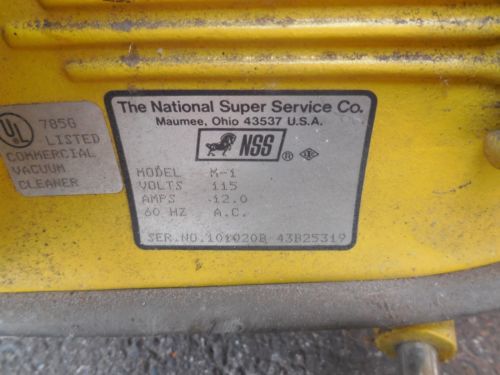 UL
785G
LISTED
COMMERCIAL
VACUUM
CLEANER
The National Super Service Co.
Maumee, Ohio 43537 U.S.A.
NSS ®
MODEL M-1
VOLTS 115
AMPS 12.0
60 HZ A.C.
SER.NO.101020B 43B25319